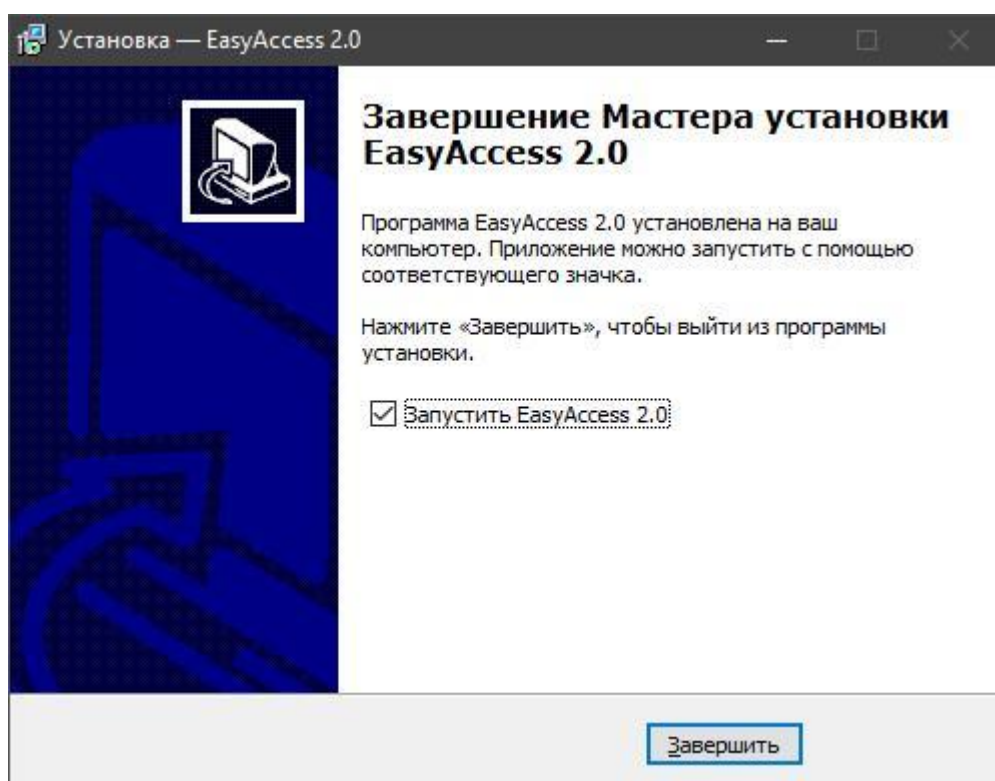 Установка — EasyAccess 2.0
Завершение Мастера установки
EasyAccess 2.0
Программа EasyAccess 2.0 установлена на ваш
компьютер. Приложение можно запустить с помощью
соответствующего значка.
Нажмите «Завершить», чтобы выйти из программы
установки.
Запустить EasyAccess 2.0
Завершить